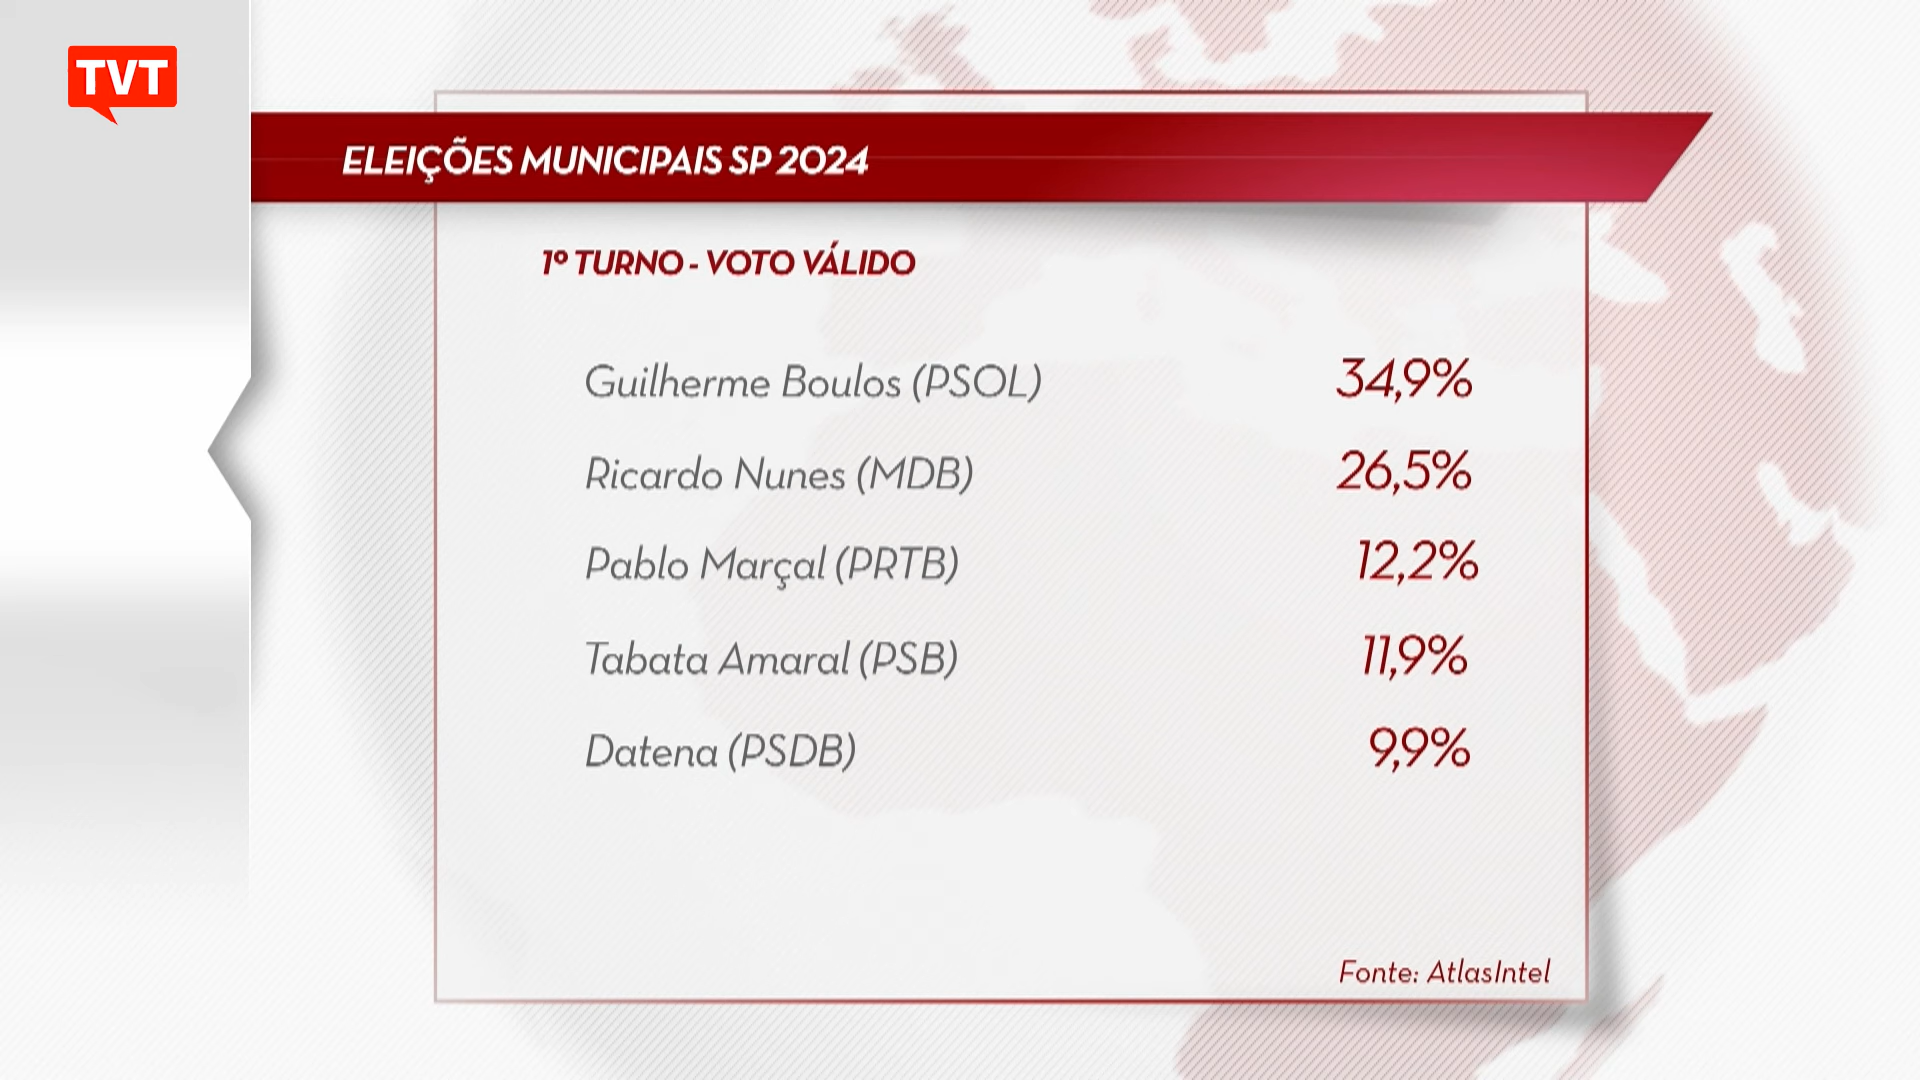 TVT
ELEIÇÕES MUNICIPAIS SP 2024
1º TURNO - VOTO VÁLIDO
Guilherme Boulos (PSOL) 34,9%
Ricardo Nunes (MDB) 26,5%
Pablo Marçal (PRTB) 12,2%
Tabata Amaral (PSB) 11,9%
Datena (PSDB) 9,9%
Fonte: AtlasIntel